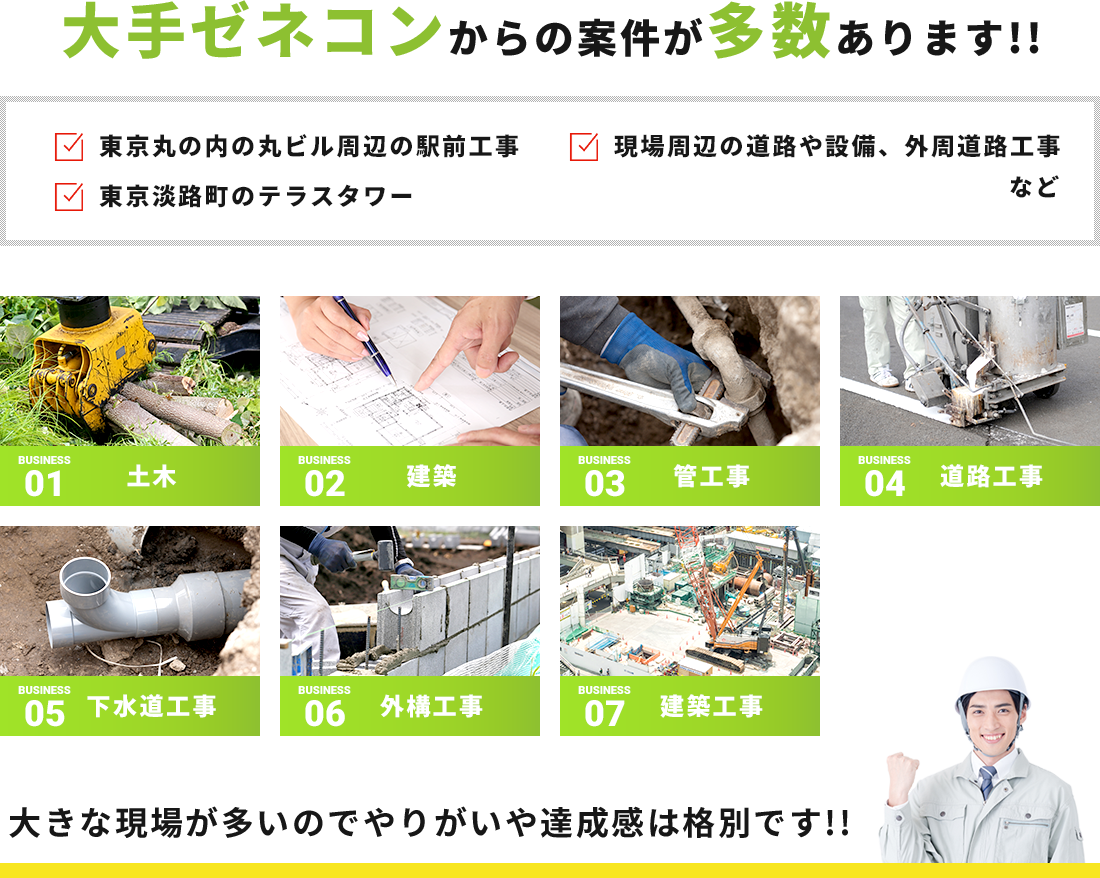 大手ゼネコンからの案件が多数あります!!
東京丸の内の丸ビル周辺の駅前工事
東京淡路町のテラスタワー
現場周辺の道路や設備、外周道路工事
など
BUSINESS
01
土木
BUSINESS
02
建築
BUSINESS
03
管工事
BUSINESS
04
道路工事
BUSINESS
05
下水道工事
BUSINESS
06
外構工事
BUSINESS
07
建築工事
大きな現場が多いのでやりがいや達成感は格別です!!